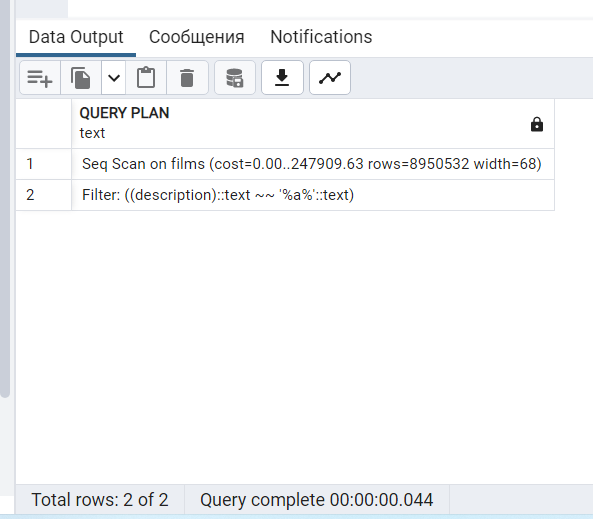 Data Output Сообщения Notifications
QUERY PLAN
text
1 Seq Scan on films (cost=0.00..247909.63 rows=8950532 width=68)
2 Filter: ((description)::text ~~ '%a%'::text)
Total rows: 2 of 2 Query complete 00:00:00.044